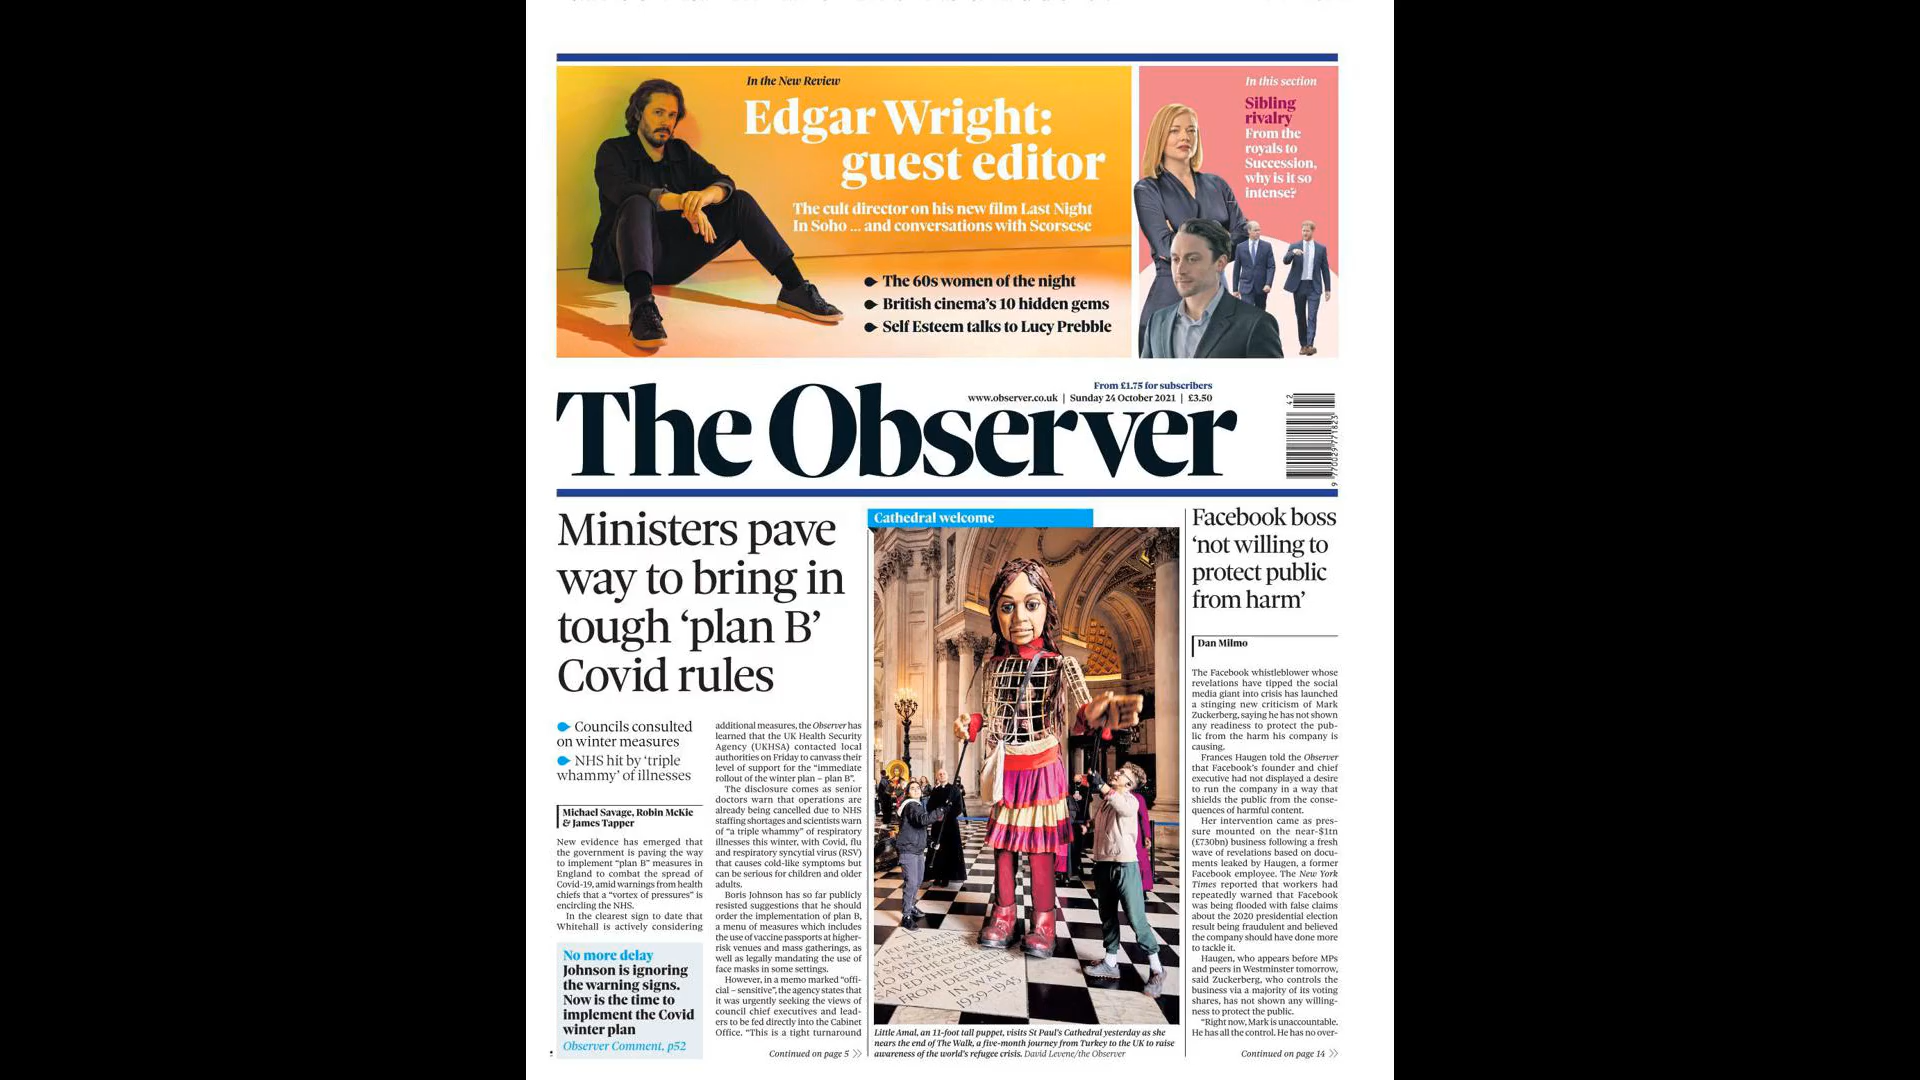 In the New Review
Edgar Wright:
guest editor
The cult director on his new film Last Night
In Soho ... and conversations with Scorsese
The 60s women of the night
British cinema's 10 hidden gems
Self Esteem talks to Lucy Prebble
In this section
Sibling
rivalry
From the
royals to
Succession,
why is it so
intense?
From £1.75 for subscribers
www.observer.co.uk | Sunday 24 October 2021 | £3.50
The Observer
42
9 770029 771823
Ministers pave
way to bring in
tough ‘plan B’
Covid rules
Councils consulted
on winter measures
NHS hit by ‘triple
whammy’ of illnesses
Michael Savage, Robin McKie
& James Tapper
New evidence has emerged that
the government is paving the way
to implement “plan B” measures in
England to combat the spread of
Covid-19, amid warnings from health
chiefs that a “vortex of pressures” is
encircling the NHS.
In the clearest sign to date that
Whitehall is actively considering
No more delay
Johnson is ignoring
the warning signs.
Now is the time to
implement the Covid
winter plan
Observer Comment, p52
additional measures, the Observer has
learned that the UK Health Security
Agency (UKHSA) contacted local
authorities on Friday to canvass their
level of support for the “immediate
rollout of the winter plan – plan B”.
The disclosure comes as senior
doctors warn that operations are
already being cancelled due to NHS
staffing shortages and scientists warn
of “a triple whammy” of respiratory
illnesses this winter, with Covid, flu
and respiratory syncytial virus (RSV)
that causes cold-like symptoms but
can be serious for children and older
adults.
Boris Johnson has so far publicly
resisted suggestions that he should
order the implementation of plan B,
a menu of measures which includes
the use of vaccine passports at higher-
risk venues and mass gatherings, as
well as legally mandating the use of
face masks in some settings.
However, in a memo marked “offi-
cial – sensitive”, the agency states that
it was urgently seeking the views of
council chief executives and lead-
ers to be fed directly into the Cabinet
Office. “This is a tight turnaround
Continued on page 5
Cathedral welcome
FROM DESTRUCTION
IN WAR
1939-1945
Little Amal, an 11-foot tall puppet, visits St Paul's Cathedral yesterday as she
nears the end of The Walk, a five-month journey from Turkey to the UK to raise
awareness of the world's refugee crisis. David Levene/the Observer
Facebook boss
‘not willing to
protect public
from harm’
Dan Milmo
The Facebook whistleblower whose
revelations have tipped the social
media giant into crisis has launched
a stinging new criticism of Mark
Zuckerberg, saying he has not shown
any readiness to protect the pub-
lic from the harm his company is
causing.
Frances Haugen told the Observer
that Facebook's founder and chief
executive had not displayed a desire
to run the company in a way that
shields the public from the conse-
quences of harmful content.
Her intervention came as pres-
sure mounted on the near-$1tn
(£730bn) business following a fresh
wave of revelations based on docu-
ments leaked by Haugen, a former
Facebook employee. The New York
Times reported that workers had
repeatedly warned that Facebook
was being flooded with false claims
about the 2020 presidential election
result being fraudulent and believed
the company should have done more
to tackle it.
Haugen, who appears before MPs
and peers in Westminster tomorrow,
said Zuckerberg, who controls the
business via a majority of its voting
shares, has not shown any willing-
ness to protect the public.
“Right now, Mark is unaccountable.
He has all the control. He has no over-
Continued on page 14